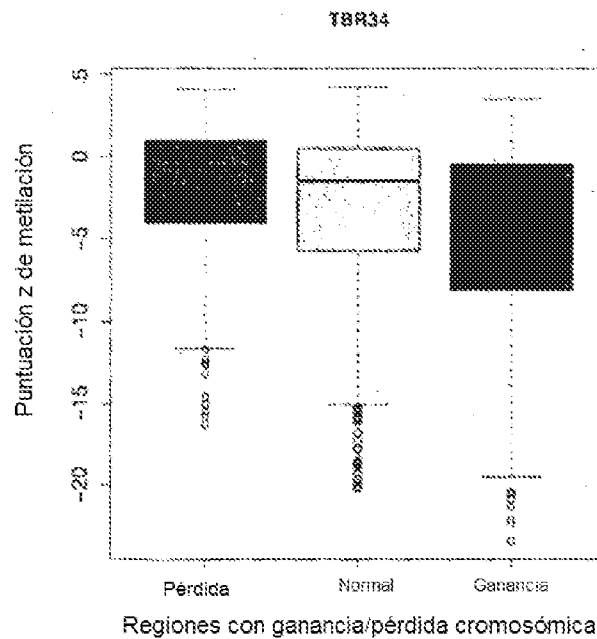 TBR34
Puntuación z de metilación
5
0
-5
-10
-15
-20
Pérdida
Normal
Ganancia
Regiones con ganancia/pérdida cromosómica